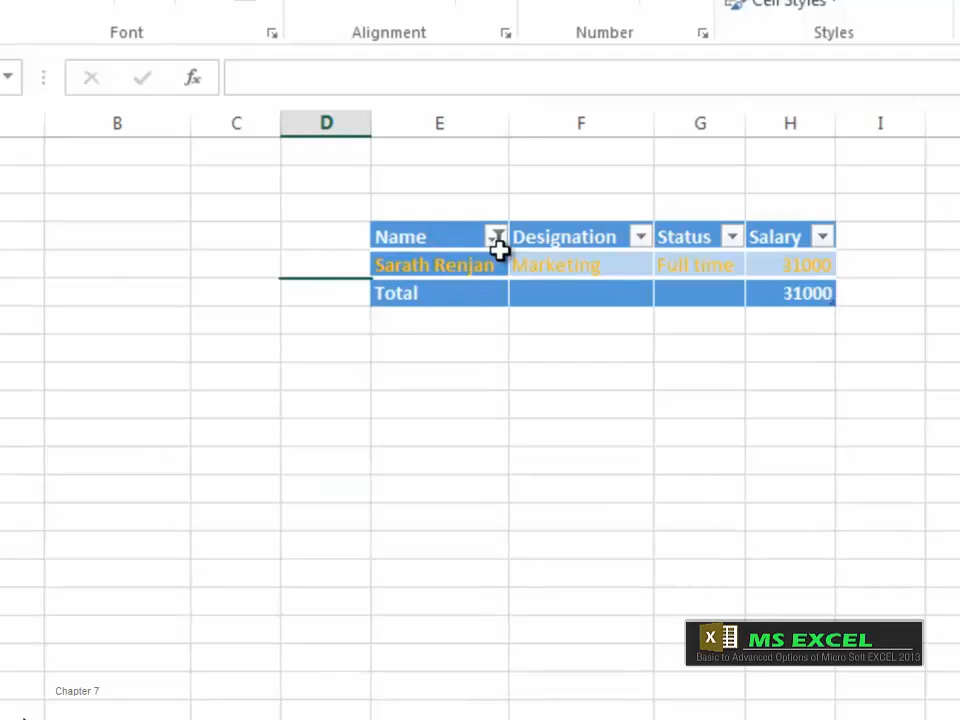 Cell Styles
Font Alignment Number Styles
fx
B C D E F G H I
Name Designation Status Salary
Sarath Renjan Marketing Full time 31000
Total 31000
X MS EXCEL
Basic to Advanced Options of Micro Soft EXCEL 2013
Chapter 7